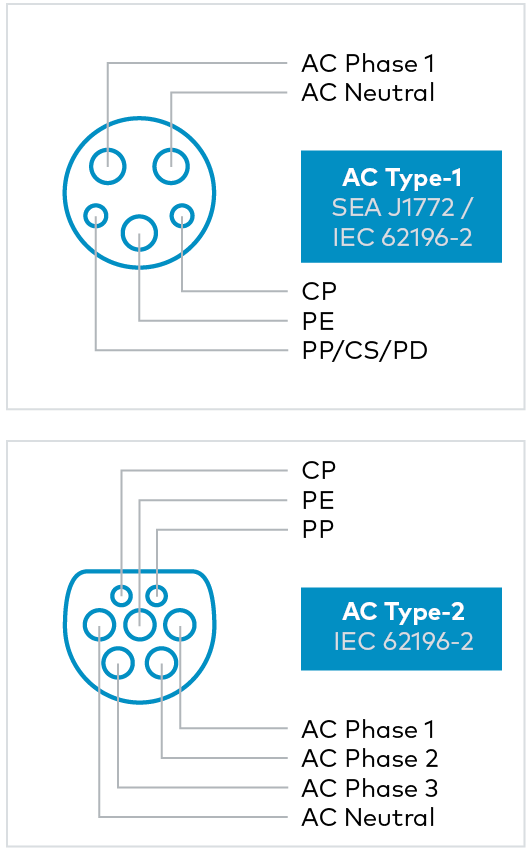 AC Phase 1
AC Neutral
AC Type-1
SEA J1772 /
IEC 62196-2
CP
PE
PP/CS/PD
CP
PE
PP
AC Type-2
IEC 62196-2
AC Phase 1
AC Phase 2
AC Phase 3
AC Neutral